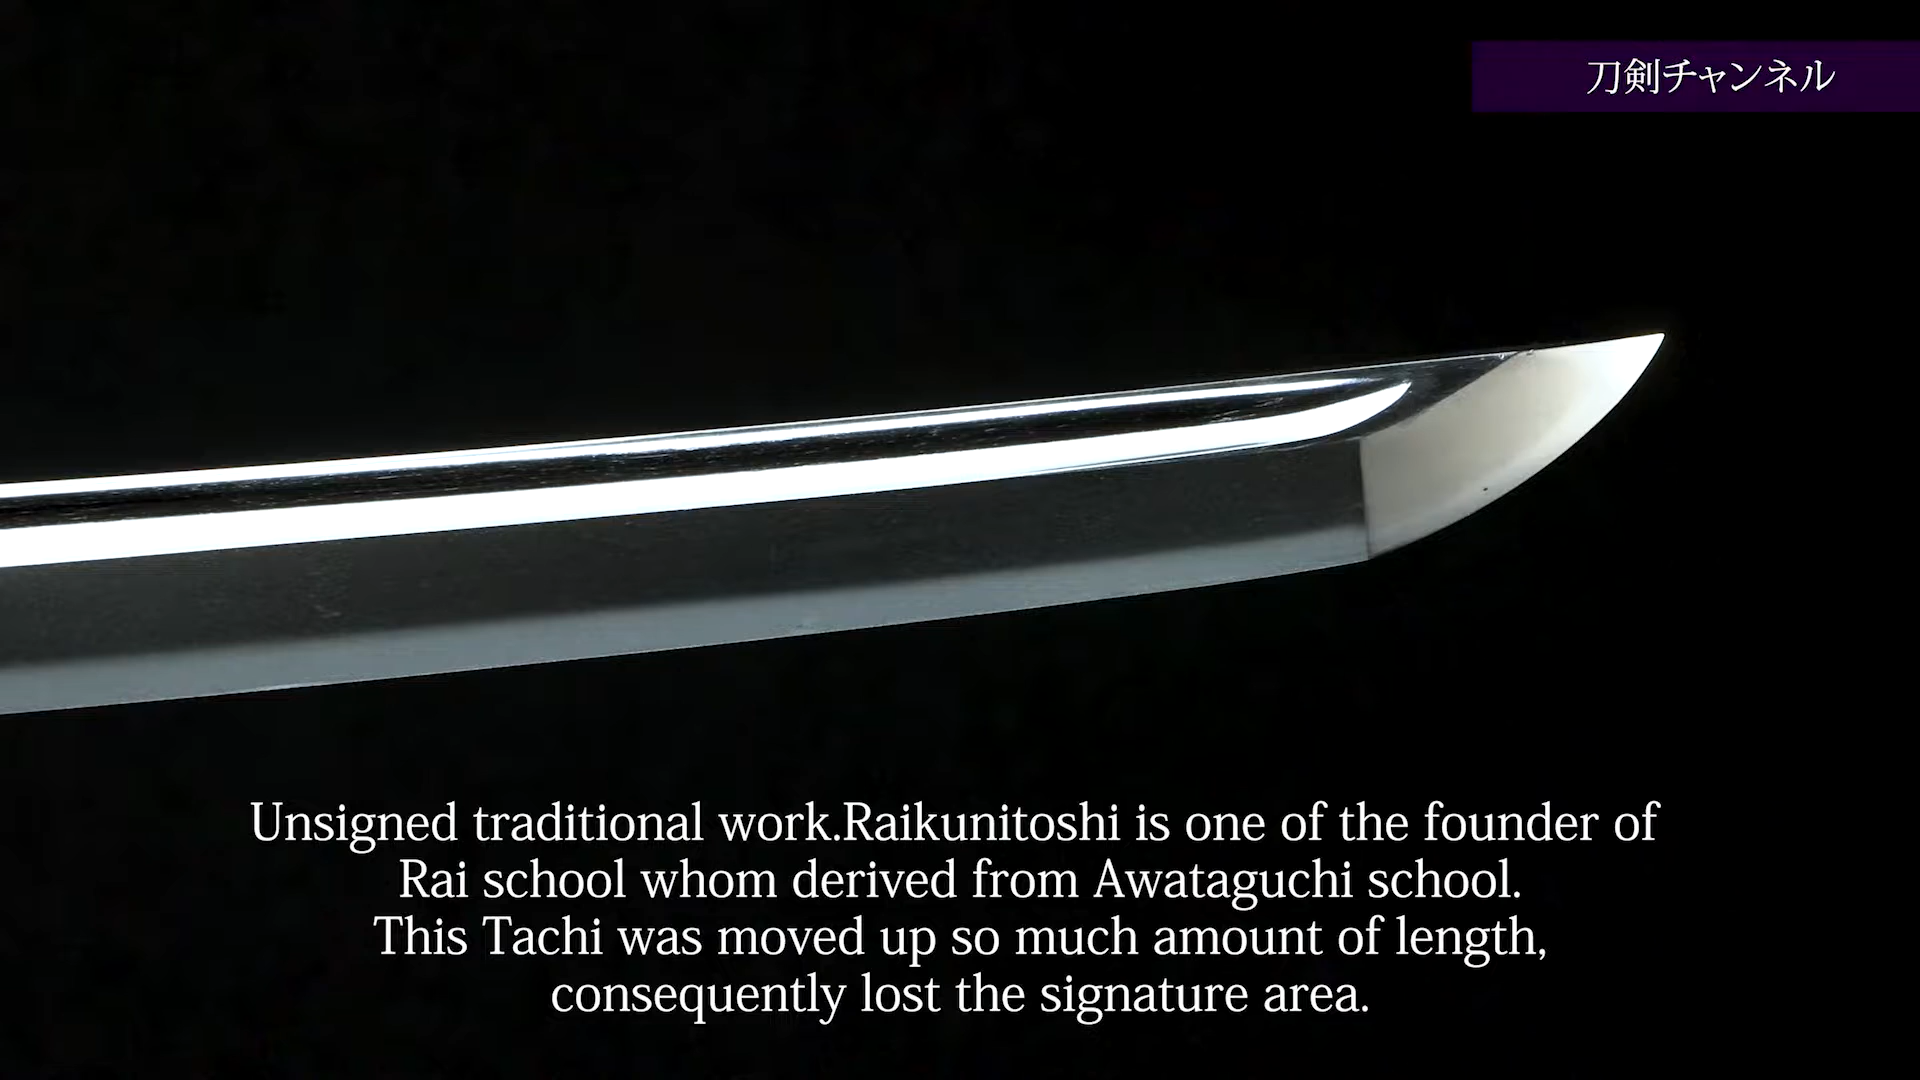 刀剣チャンネル
Unsigned traditional work.Raikunitoshi is one of the founder of
Rai school whom derived from Awataguchi school.
This Tachi was moved up so much amount of length,
consequently lost the signature area.